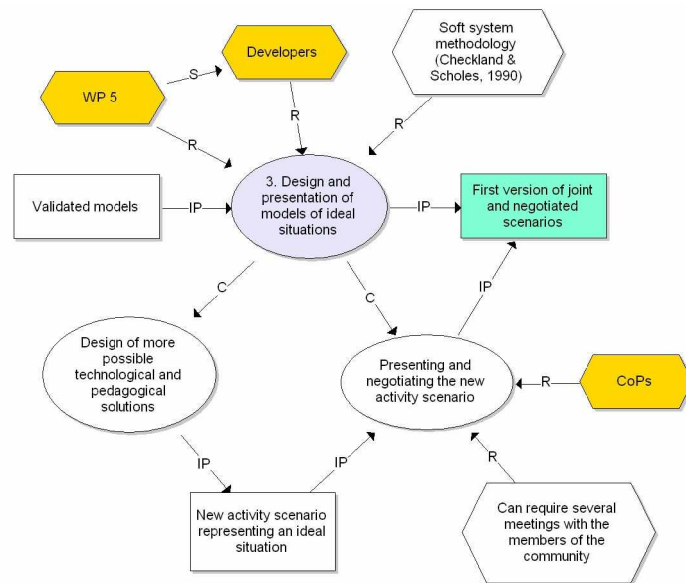 Soft system
methodology
(Checkland &
Scholes, 1990)
Developers
S
WP 5
R
R
R
3. Design and
presentation of
models of ideal
situations
Validated models
IP
IP
First version of joint
and negotiated
scenarios
C
C
IP
Design of more
possible
technological and
pedagogical
solutions
Presenting and
negotiating the new
activity scenario
R
CoPs
IP
IP
R
New activity scenario
representing an ideal
situation
Can require several
meetings with the
members of the
community